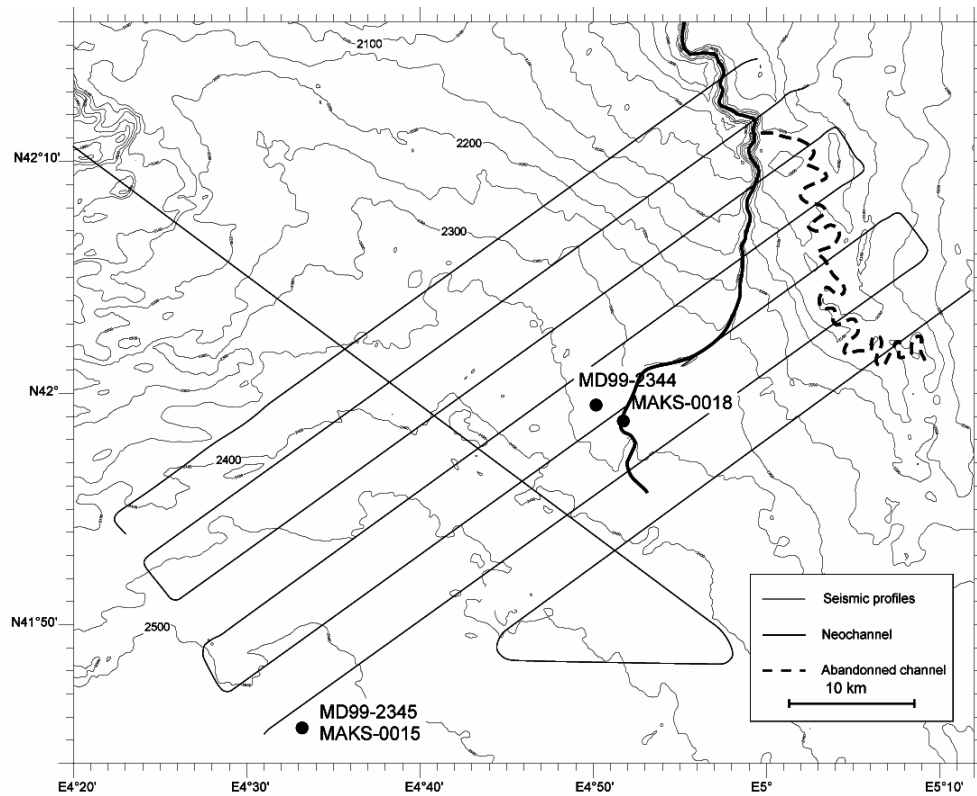 2100
N42°10'
2200
2300
N42°
MD99-2344
MAKS-0018
2400
N41°50'
2500
MD99-2345
MAKS-0015
Seismic profiles
Neochannel
Abandonned channel
10 km
E4°20'
E4°30'
E4°40'
E4°50'
E5°
E5°10'